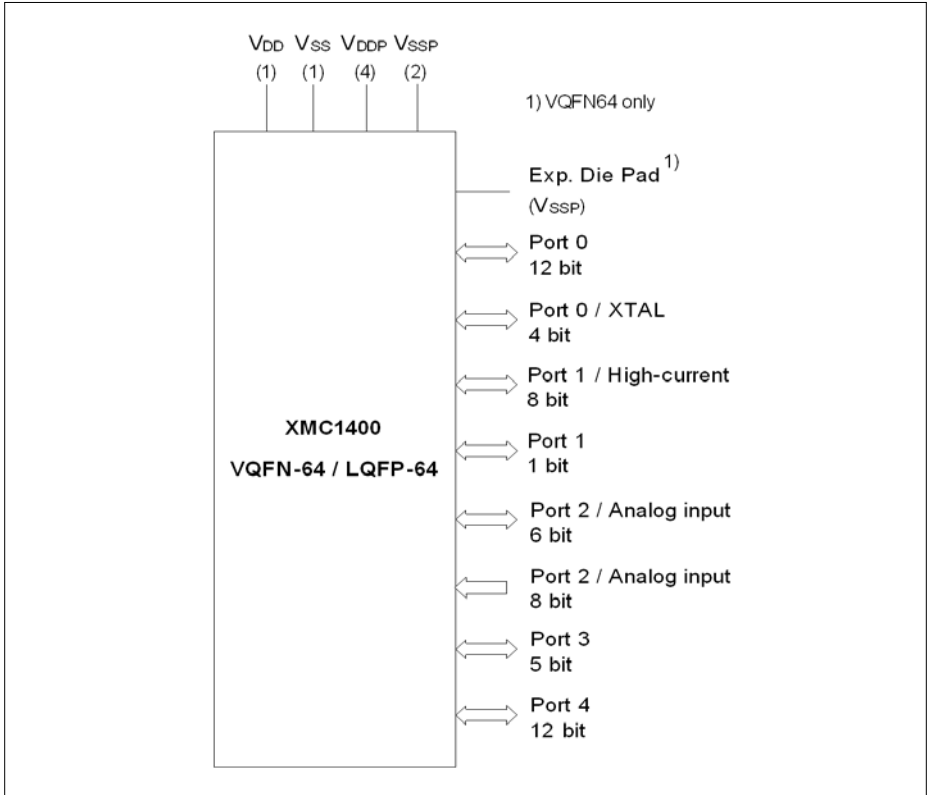 VDD VSS VDDP VSSP
(1) (1) (4) (2)
1) VQFN64 only
Exp. Die Pad 1)
(VSSP)
Port 0
12 bit
Port 0 / XTAL
4 bit
Port 1 / High-current
8 bit
XMC1400
VQFN-64 / LQFP-64
Port 1
1 bit
Port 2 / Analog input
6 bit
Port 2 / Analog input
8 bit
Port 3
5 bit
Port 4
12 bit